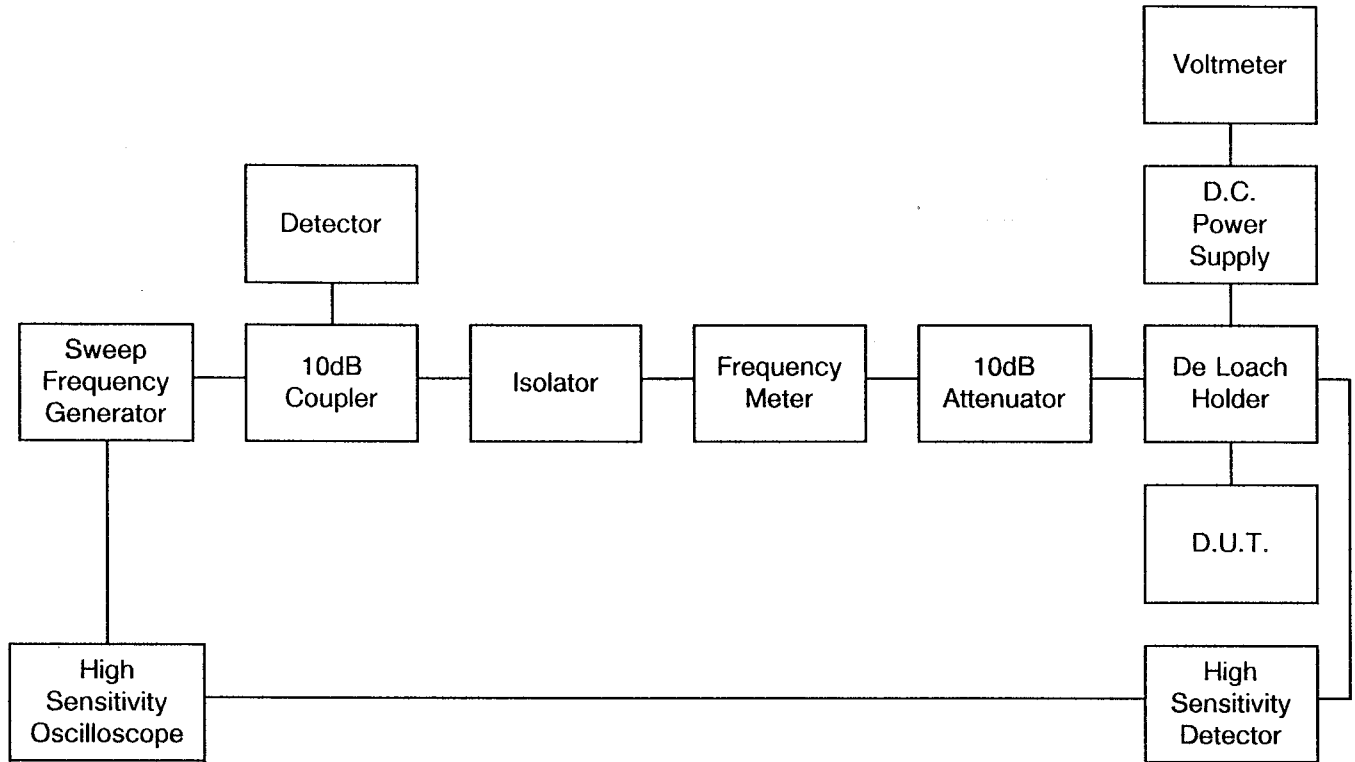 Voltmeter
D.C.
Power
Supply
Detector
Sweep
Frequency
Generator
10dB
Coupler
Isolator
Frequency
Meter
10dB
Attenuator
De Loach
Holder
D.U.T.
High
Sensitivity
Oscilloscope
High
Sensitivity
Detector